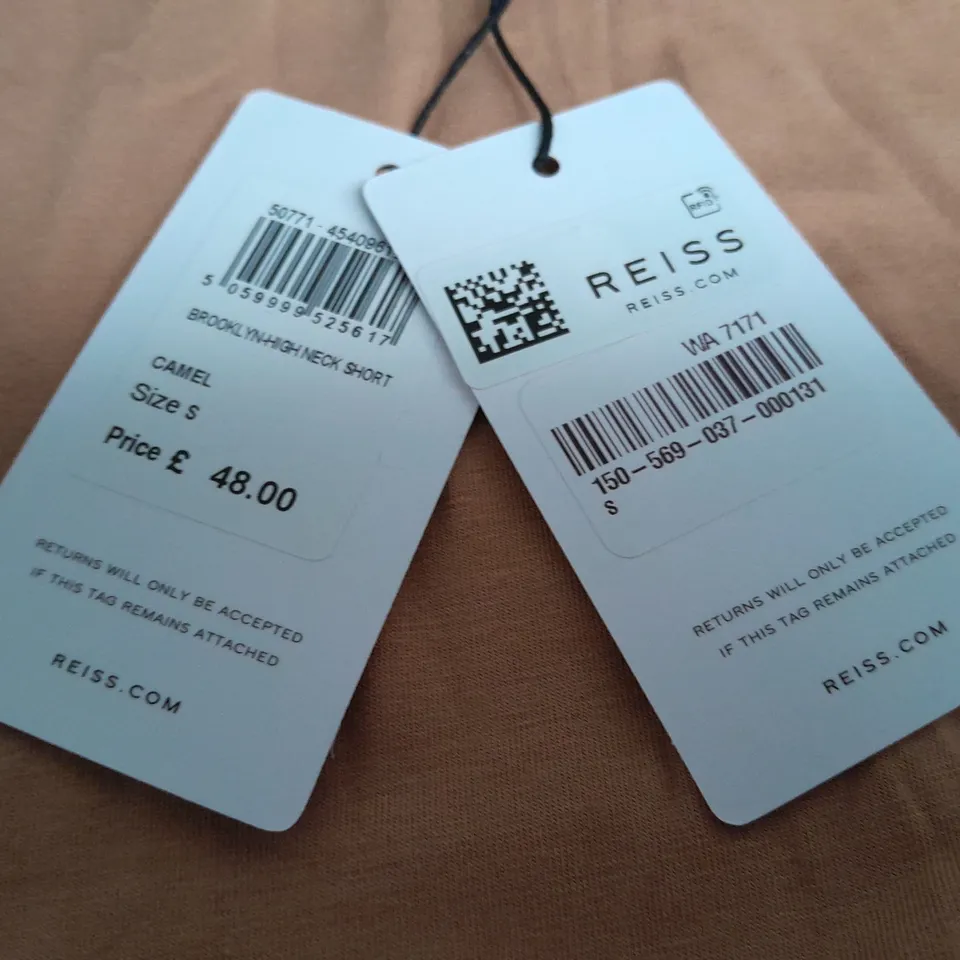 5 059999 525617
BROOKLYN-HIGH NECK SHORT
CAMEL
Size s
Price £ 48.00
RETURNS WILL ONLY BE ACCEPTED
IF THIS TAG REMAINS ATTACHED
REISS.COM
RFID
REISS
REISS.COM
WA 7171
150-569-037-000131
s
RETURNS WILL ONLY BE ACCEPTED
IF THIS TAG REMAINS ATTACHED
REISS.COM